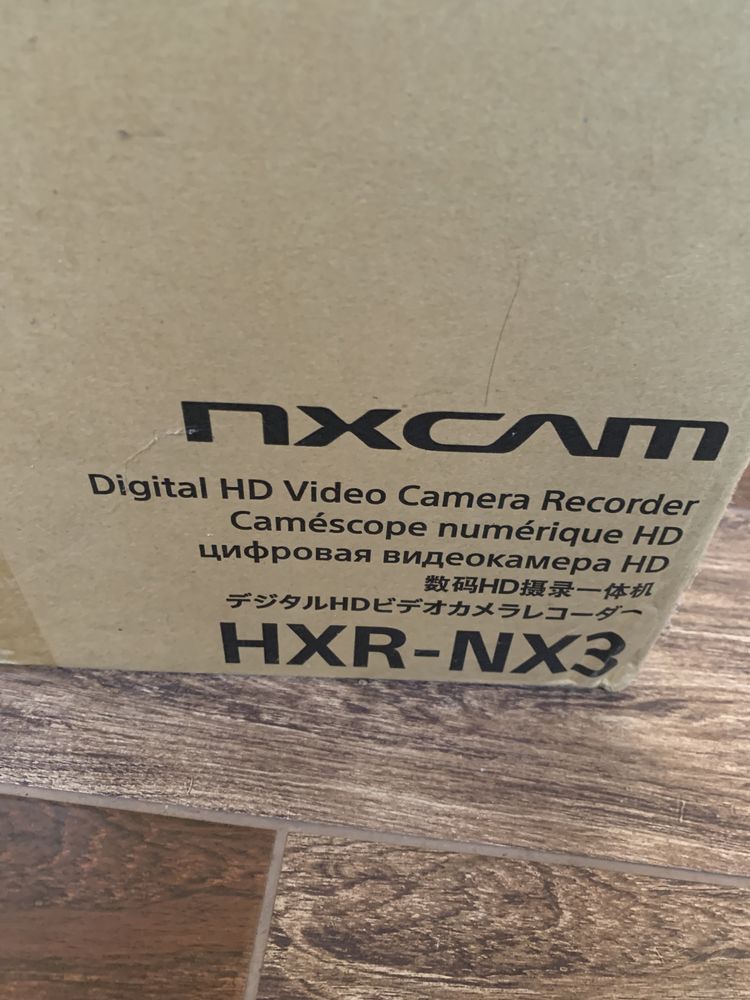 NXCAM
Digital HD Video Camera Recorder
Caméscope numérique HD
цифровая видеокамера HD
数码HD摄录一体机
デジタルHDビデオカメラレコーダー
HXR-NX3